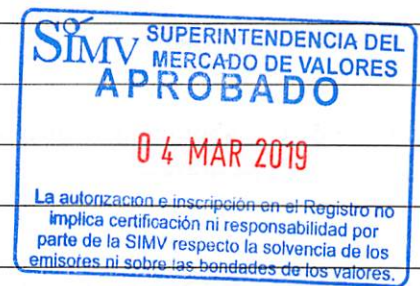 SIMV SUPERINTENDENCIA DEL
MERCADO DE VALORES
APROBADO
04 MAR 2019
La autorizacion e inscripción en el Registro no
implica certificación ni responsabilidad por
parte de la SIMV respecto la solvencia de los
emisores ni sobre las bondades de los valores.